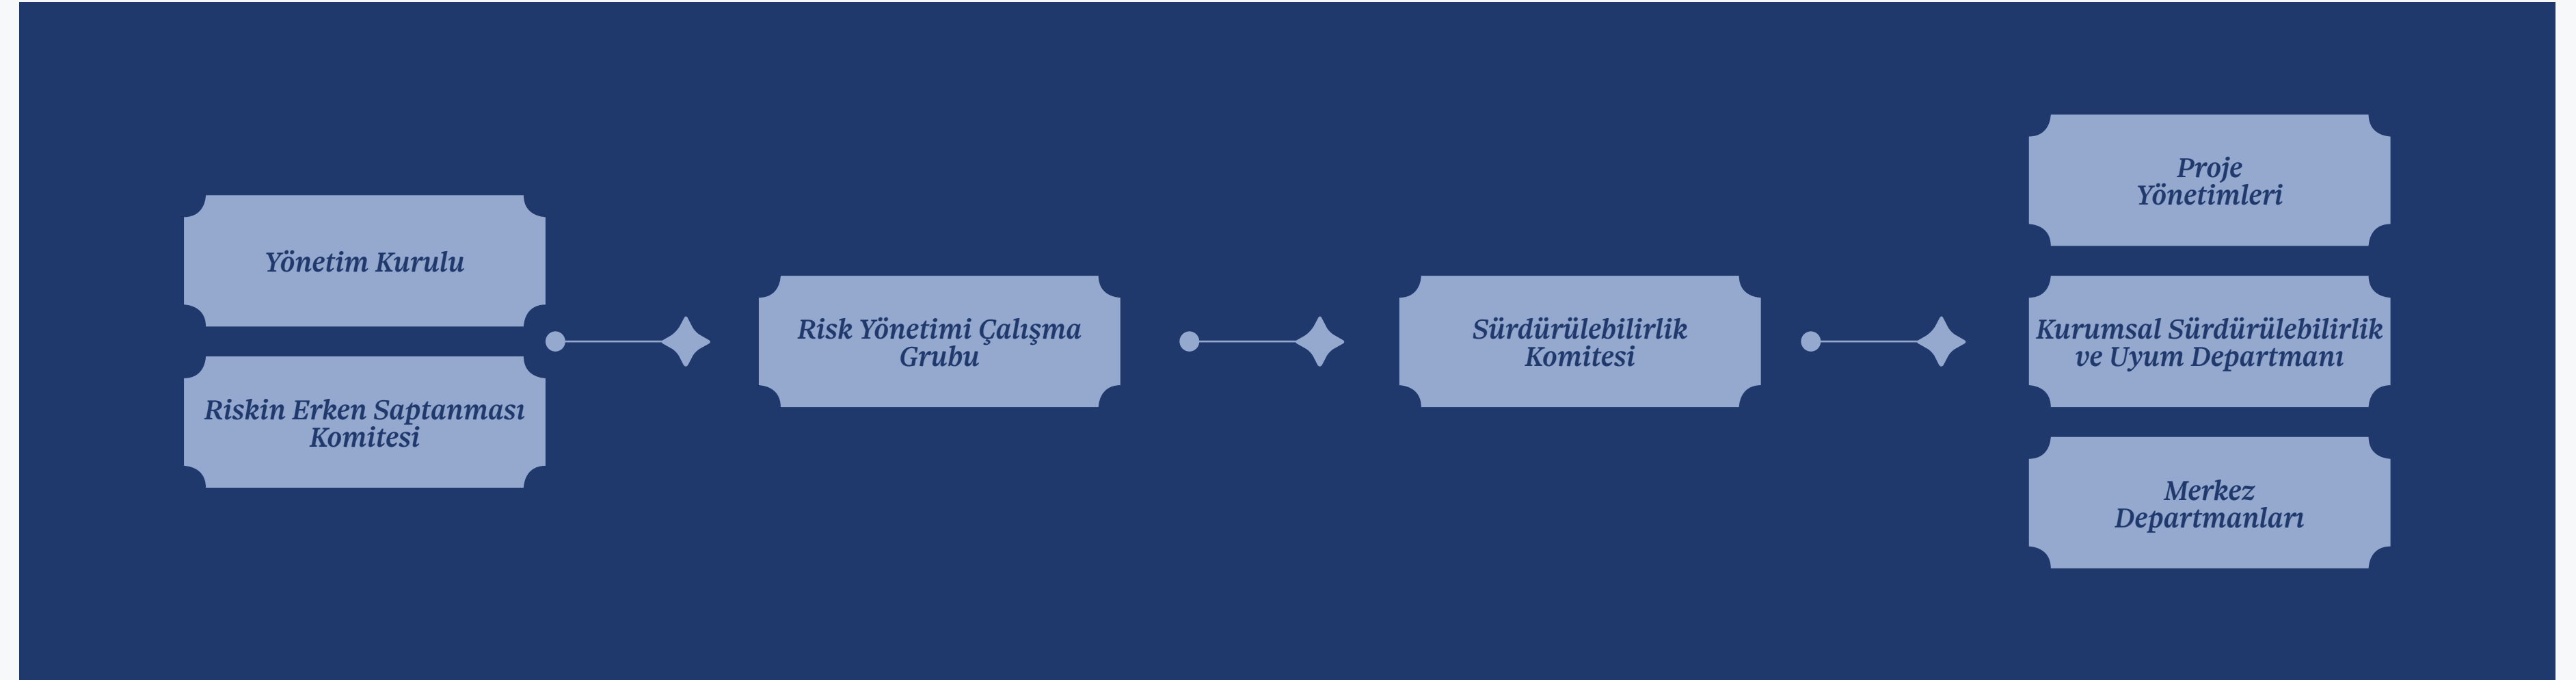 Yönetim Kurulu
Riskin Erken Saptanması
Komitesi
Risk Yönetimi Çalışma
Grubu
Sürdürülebilirlik
Komitesi
Proje
Yönetimleri
Kurumsal Sürdürülebilirlik
ve Uyum Departmanı
Merkez
Departmanları